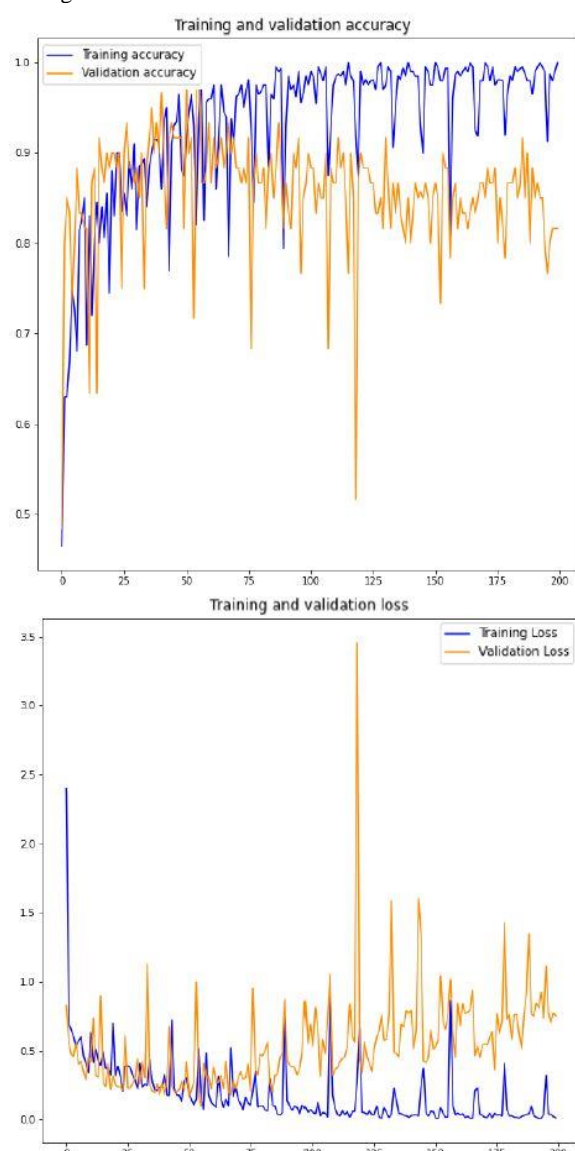 Training and validation accuracy
Training accuracy
Validation accuracy
1.0
0.9
0.8
0.7
0.6
0.5
0 25 50 75 100 125 150 175 200
Training and validation loss
Training Loss
Validation Loss
3.5
3.0
2.5
2.0
1.5
1.0
0.5
0.0